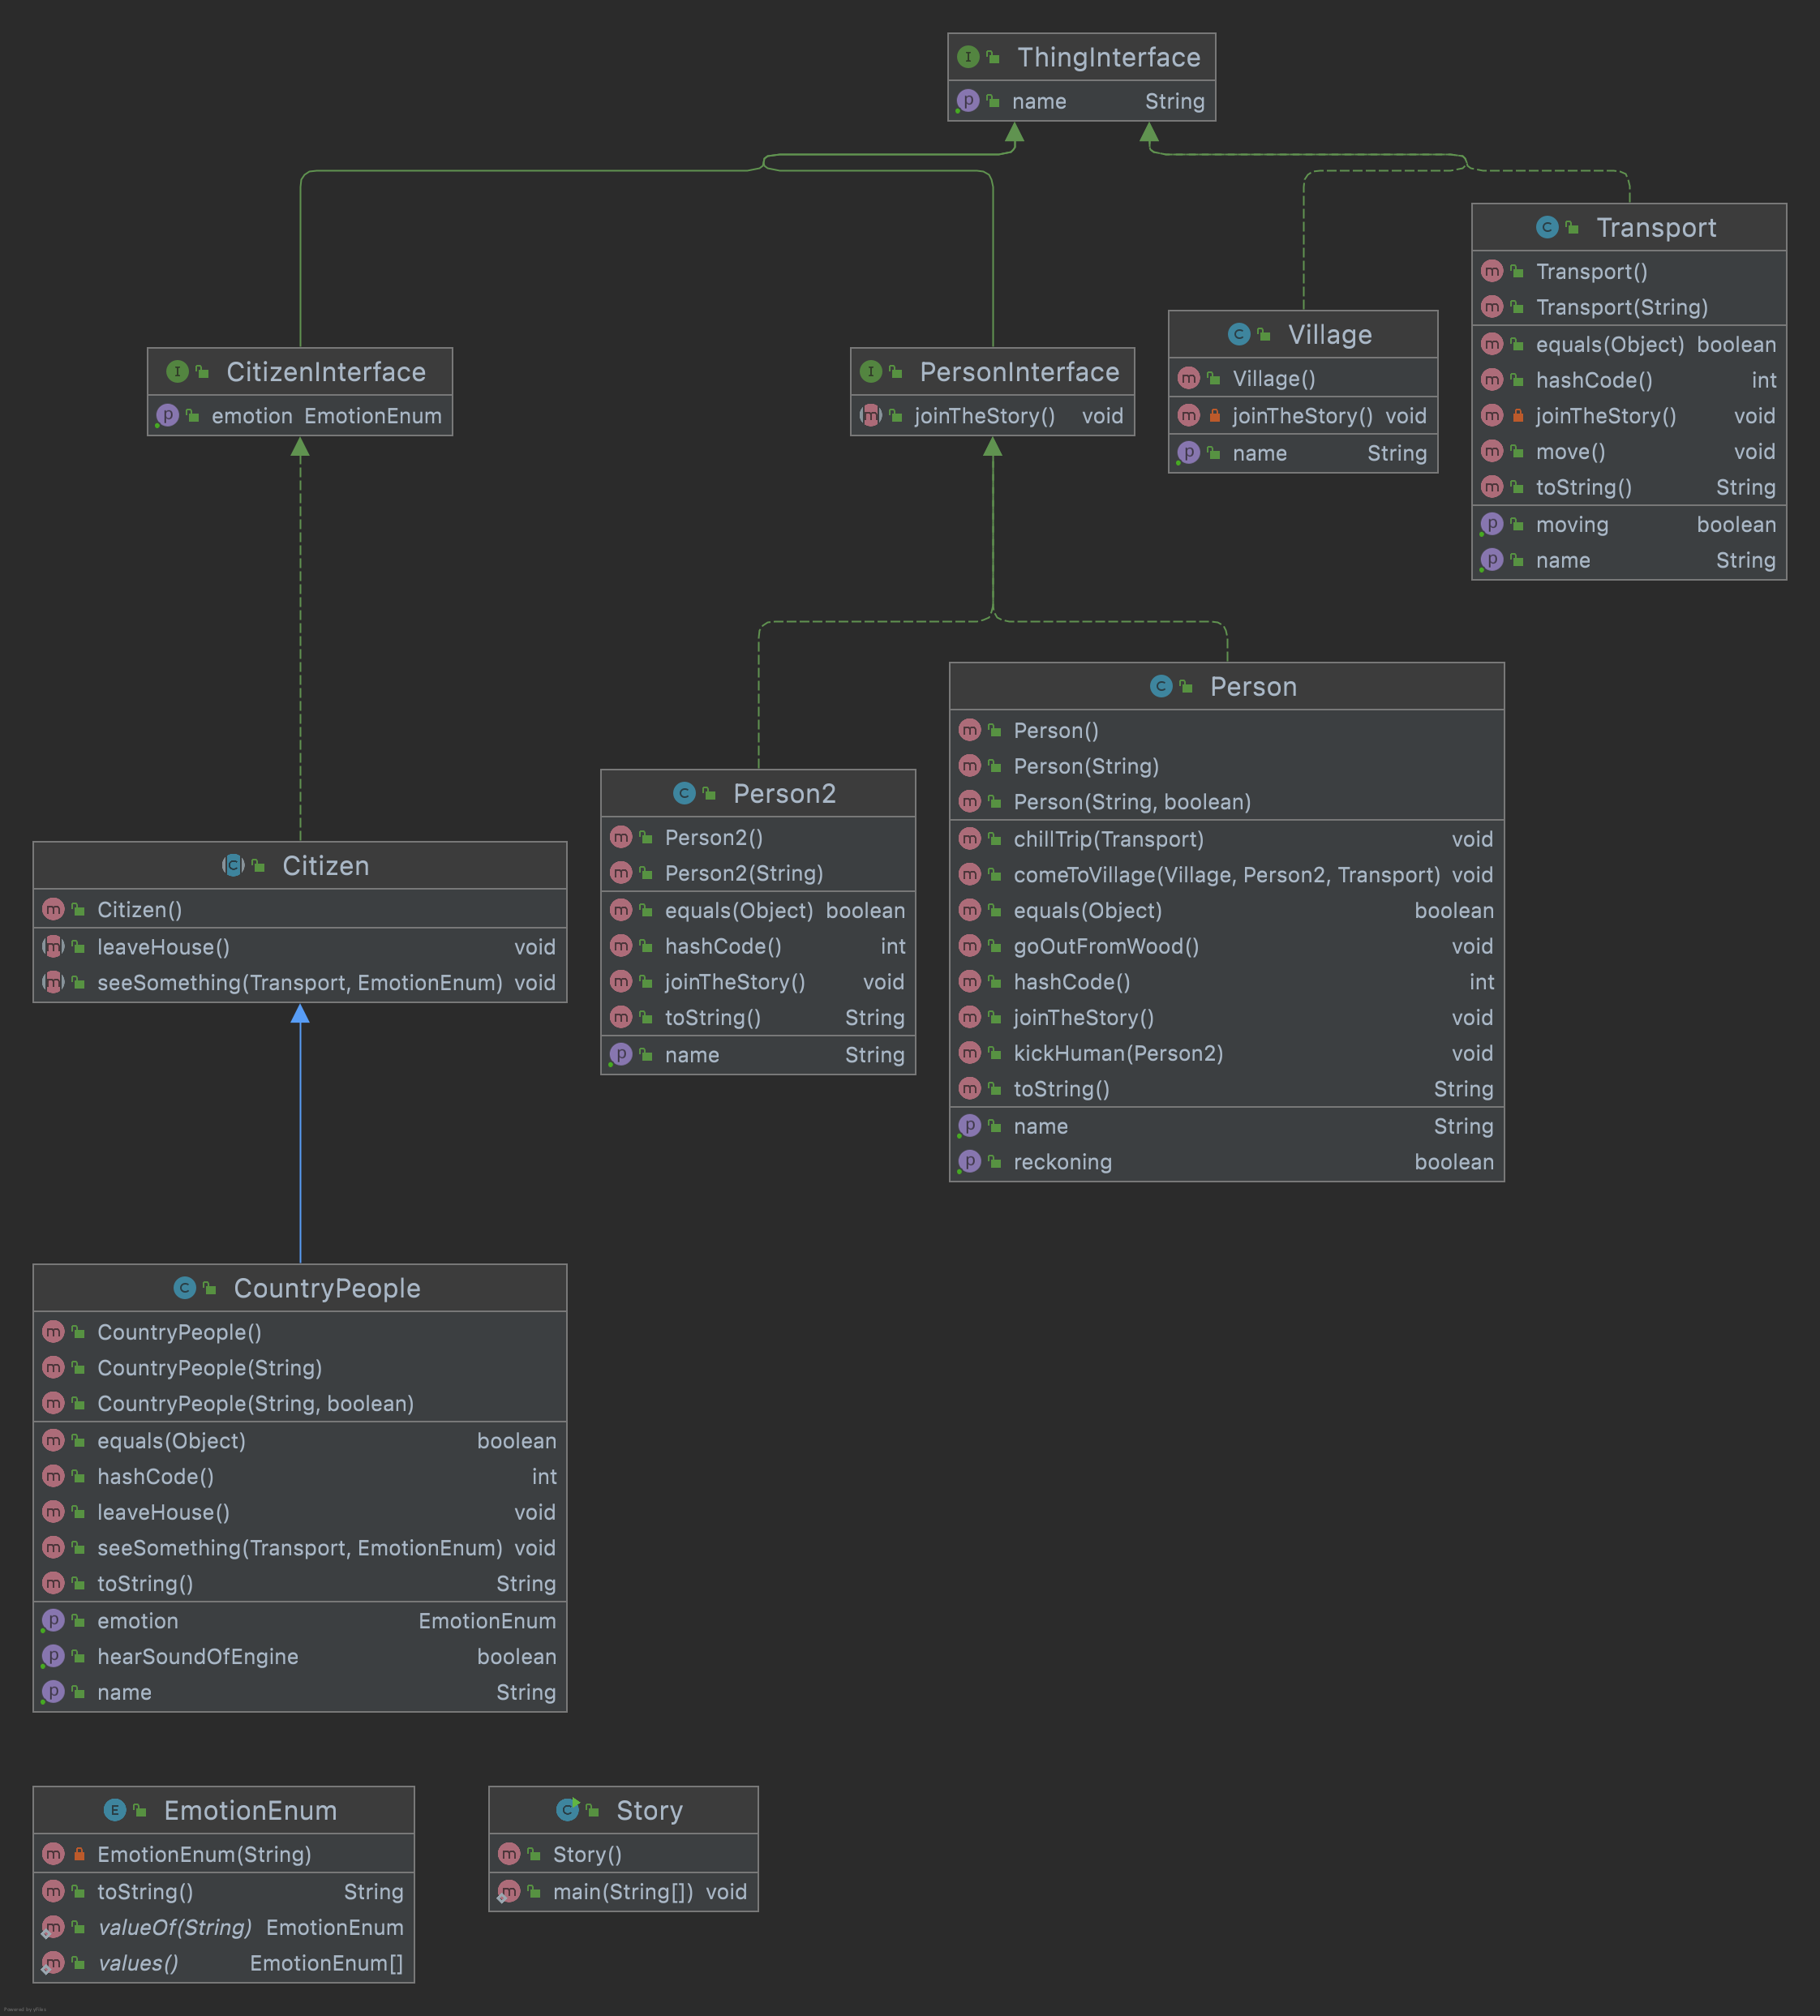 ThingInterface
name String
CitizenInterface
emotion EmotionEnum
PersonInterface
joinTheStory() void
Village
Village()
joinTheStory() void
name String
Transport
Transport()
Transport(String)
equals(Object) boolean
hashCode() int
joinTheStory() void
move() void
toString() String
moving boolean
name String
Citizen
Citizen()
leaveHouse() void
seeSomething(Transport, EmotionEnum) void
Person2
Person2()
Person2(String)
equals(Object) boolean
hashCode() int
joinTheStory() void
toString() String
name String
Person
Person()
Person(String)
Person(String, boolean)
chillTrip(Transport) void
comeToVillage(Village, Person2, Transport) void
equals(Object) boolean
goOutFromWood() void
hashCode() int
joinTheStory() void
kickHuman(Person2) void
toString() String
name String
reckoning boolean
CountryPeople
CountryPeople()
CountryPeople(String)
CountryPeople(String, boolean)
equals(Object) boolean
hashCode() int
leaveHouse() void
seeSomething(Transport, EmotionEnum) void
toString() String
emotion EmotionEnum
hearSoundOfEngine boolean
name String
EmotionEnum
EmotionEnum(String)
toString() String
valueOf(String) EmotionEnum
values() EmotionEnum[]
Story
Story()
main(String[]) void
Powered by yFiles